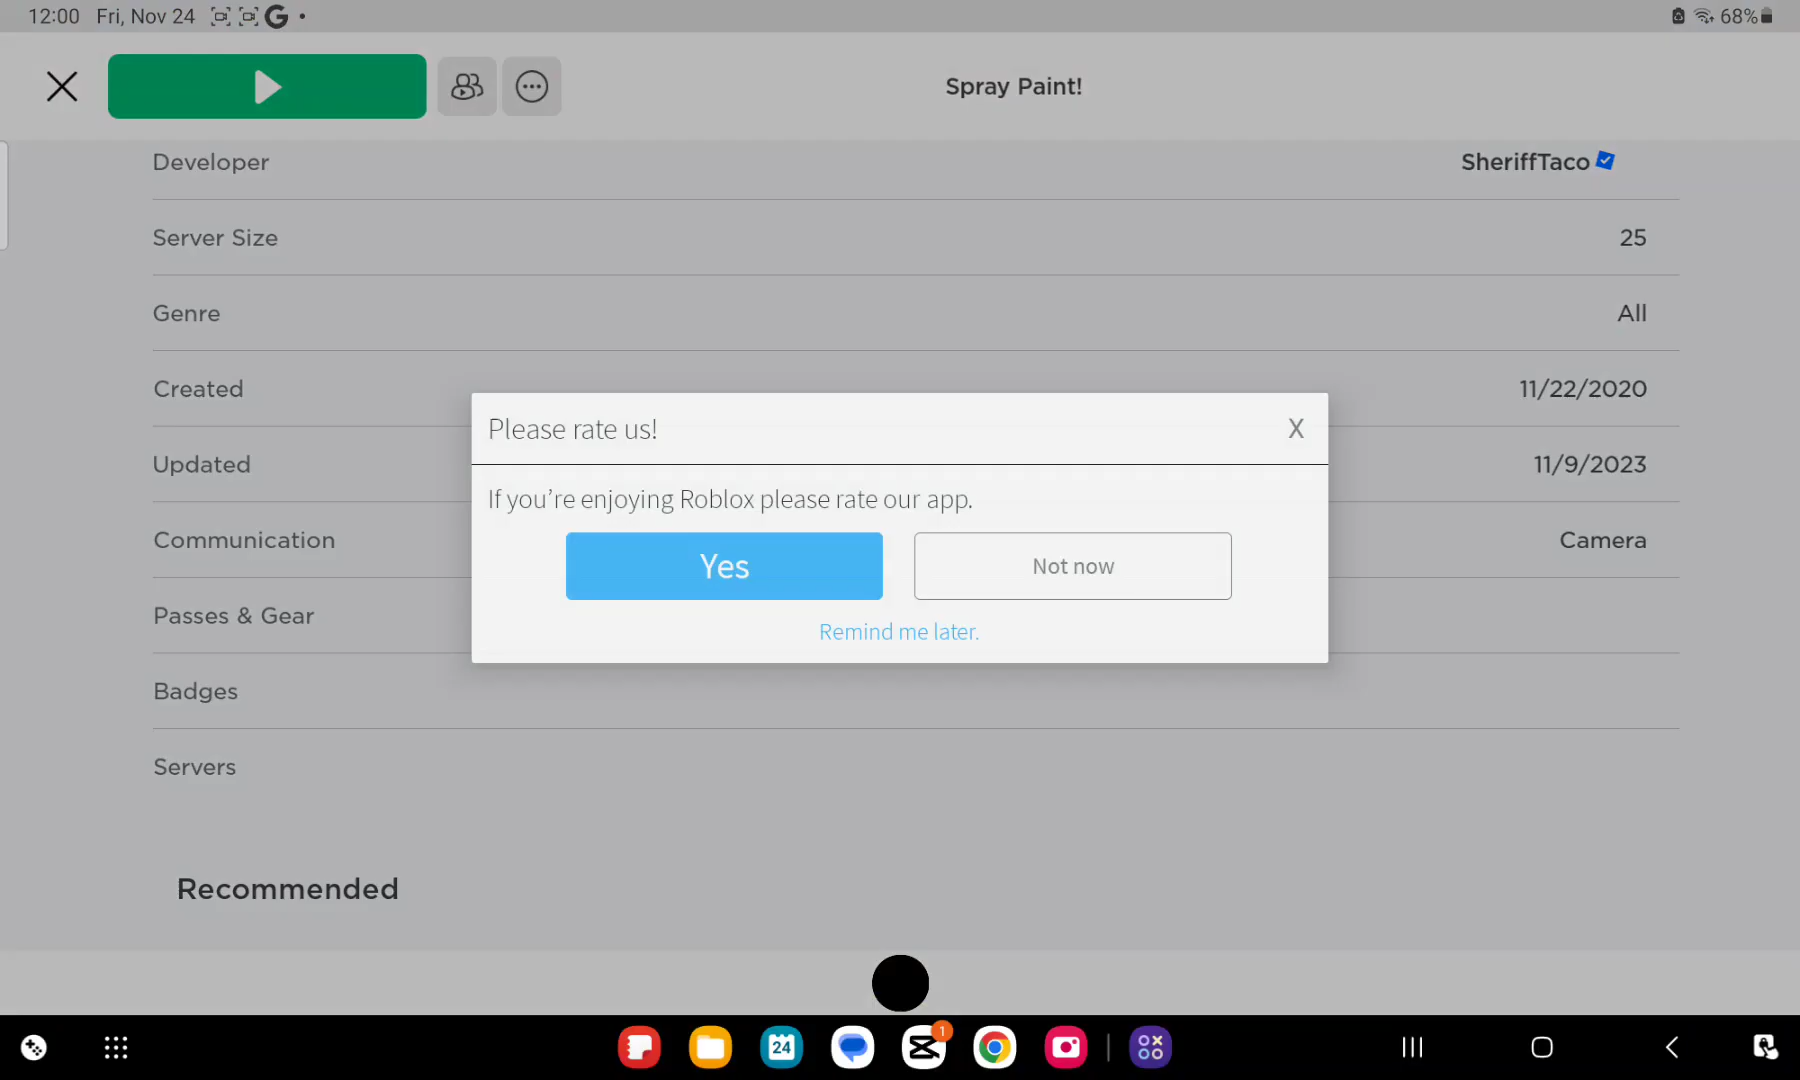 12:00 Fri, Nov 24 G 68%
Spray Paint!
Developer SheriffTaco
Server Size 25
Genre All
Created 11/22/2020
Please rate us! X
Updated 11/9/2023
If you’re enjoying Roblox please rate our app.
Communication Camera
Yes Not now
Passes & Gear
Remind me later.
Badges
Servers
Recommended
24 1